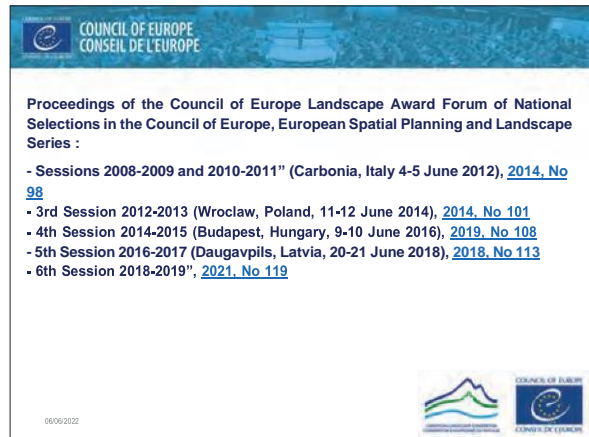 COUNCIL OF EUROPE
CONSEIL DE L'EUROPE
Proceedings of the Council of Europe Landscape Award Forum of National
Selections in the Council of Europe, European Spatial Planning and Landscape
Series :
- Sessions 2008-2009 and 2010-2011” (Carbonia, Italy 4-5 June 2012), 2014, No
98
- 3rd Session 2012-2013 (Wroclaw, Poland, 11-12 June 2014), 2014, No 101
- 4th Session 2014-2015 (Budapest, Hungary, 9-10 June 2016), 2019, No 108
- 5th Session 2016-2017 (Daugavpils, Latvia, 20-21 June 2018), 2018, No 113
- 6th Session 2018-2019”, 2021, No 119
06/06/2022
COUNCIL OF EUROPE
CONSEIL DE L'EUROPE